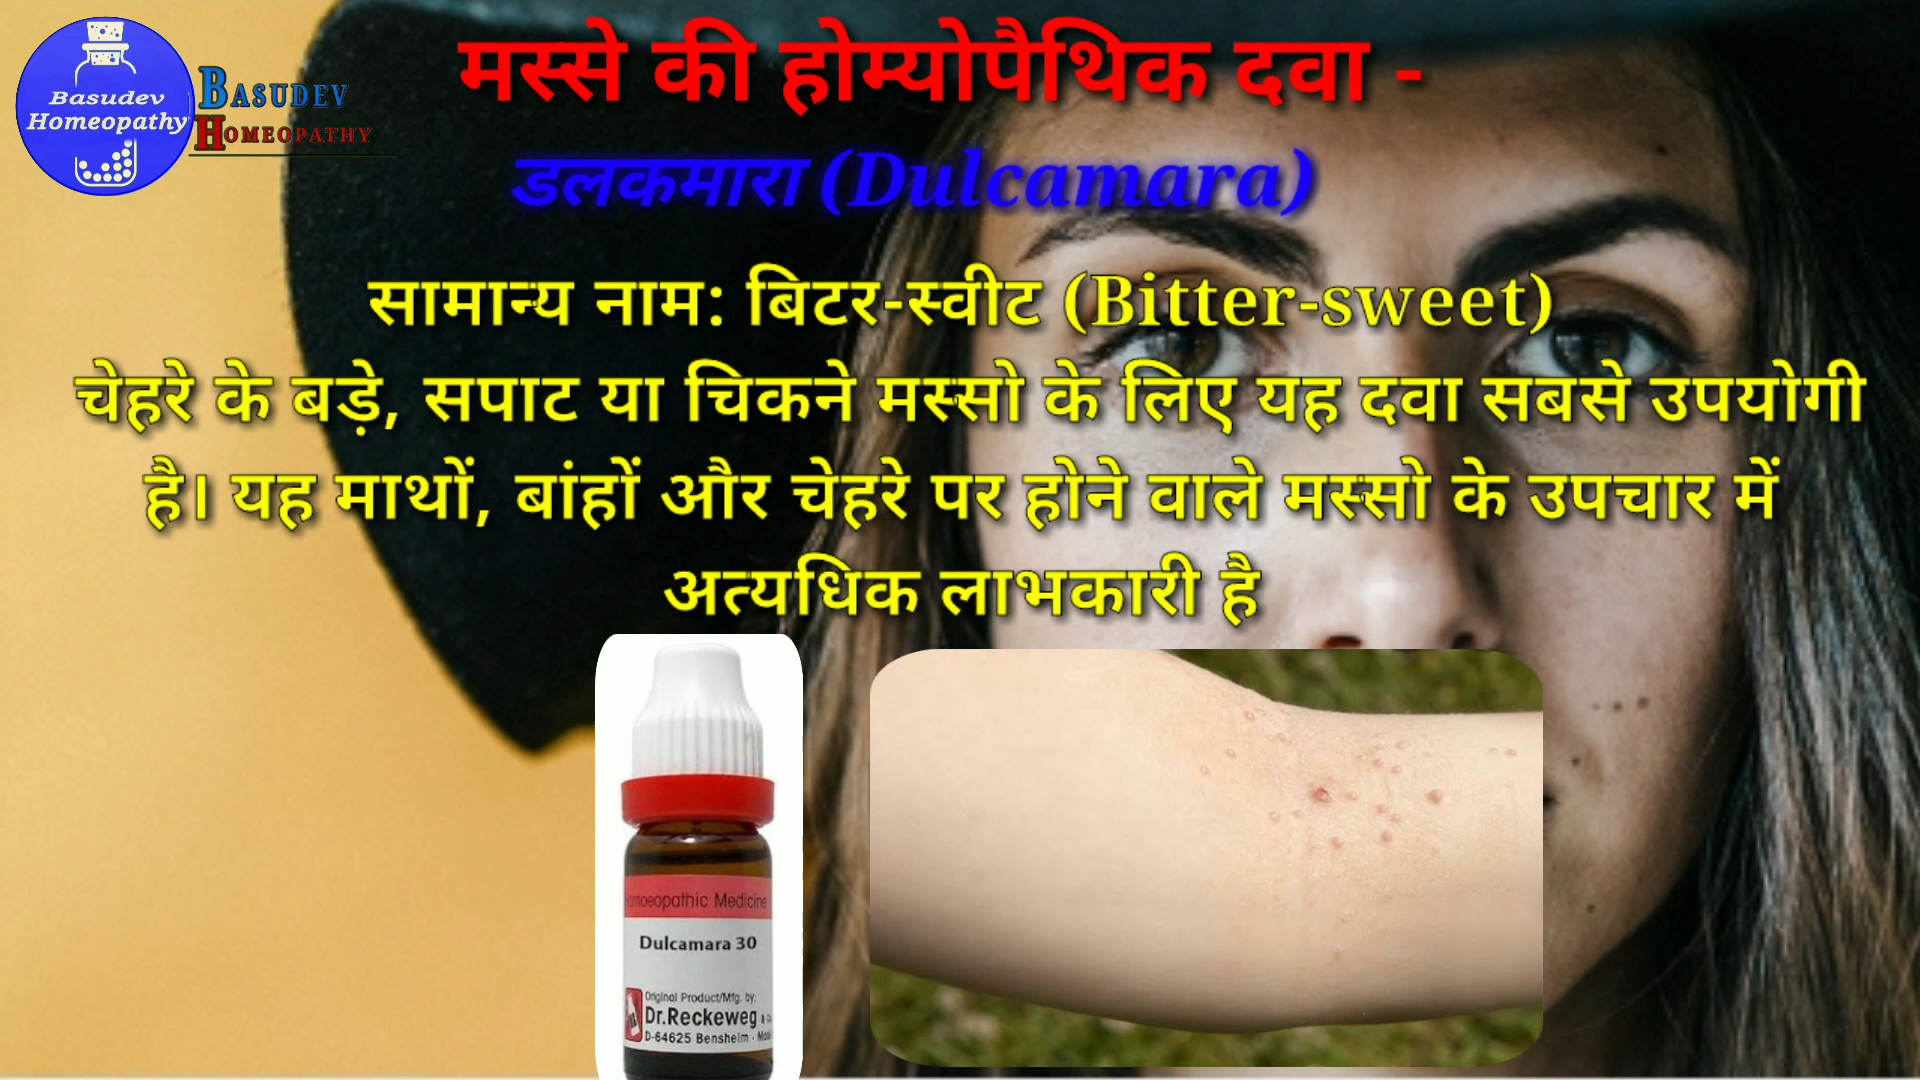 Basudev
Homeopathy
BASUDEV
HOMEOPATHY
मस्से की होम्योपैथिक दवा -
डलकमारा (Dulcamara)
सामान्य नाम: बिटर-स्वीट (Bitter-sweet)
चेहरे के बड़े, सपाट या चिकने मस्सो के लिए यह दवा सबसे उपयोगी
है। यह माथों, बांहों और चेहरे पर होने वाले मस्सो के उपचार में
अत्यधिक लाभकारी है
omoeopathic Medicine
Dulcamara 30
Original Product/Mfg. by:
Dr.Reckeweg
D-64625 Bensheim -